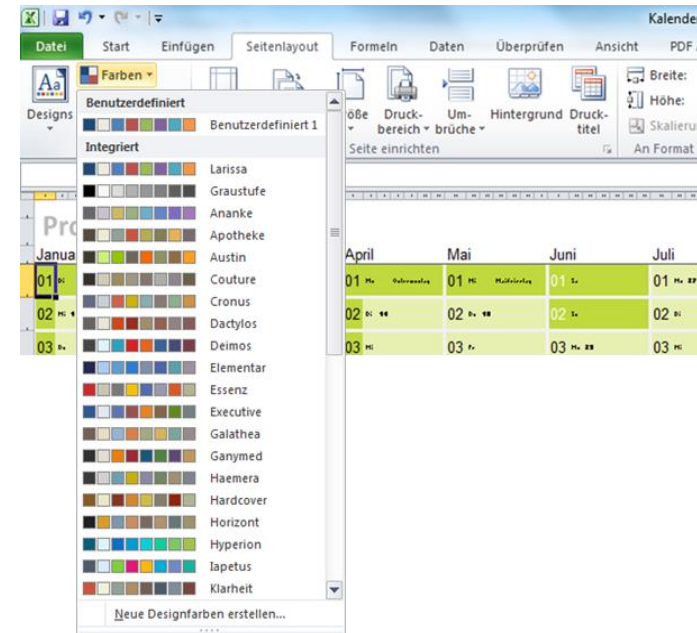 Kalende
Datei Start Einfügen Seitenlayout Formeln Daten Überprüfen Ansicht PDF
Farben Breite:
Höhe:
Designs Druck- Um- Hintergrund Druck- Skalieru
bereich brüche titel
Seite einrichten An Format
Benutzerdefiniert
Benutzerdefiniert 1
Integriert
Larissa
Graustufe
Ananke
Apotheke
Austin
Couture
Cronus
Dactylos
Deimos
Elementar
Essenz
Executive
Galathea
Ganymed
Haemera
Hardcover
Horizont
Hyperion
Iapetus
Klarheit
Neue Designfarben erstellen...
Pro
Janua April Mai Juni Juli
01 01 01 01 01
02 02 02 02 02
03 03 03 03 03